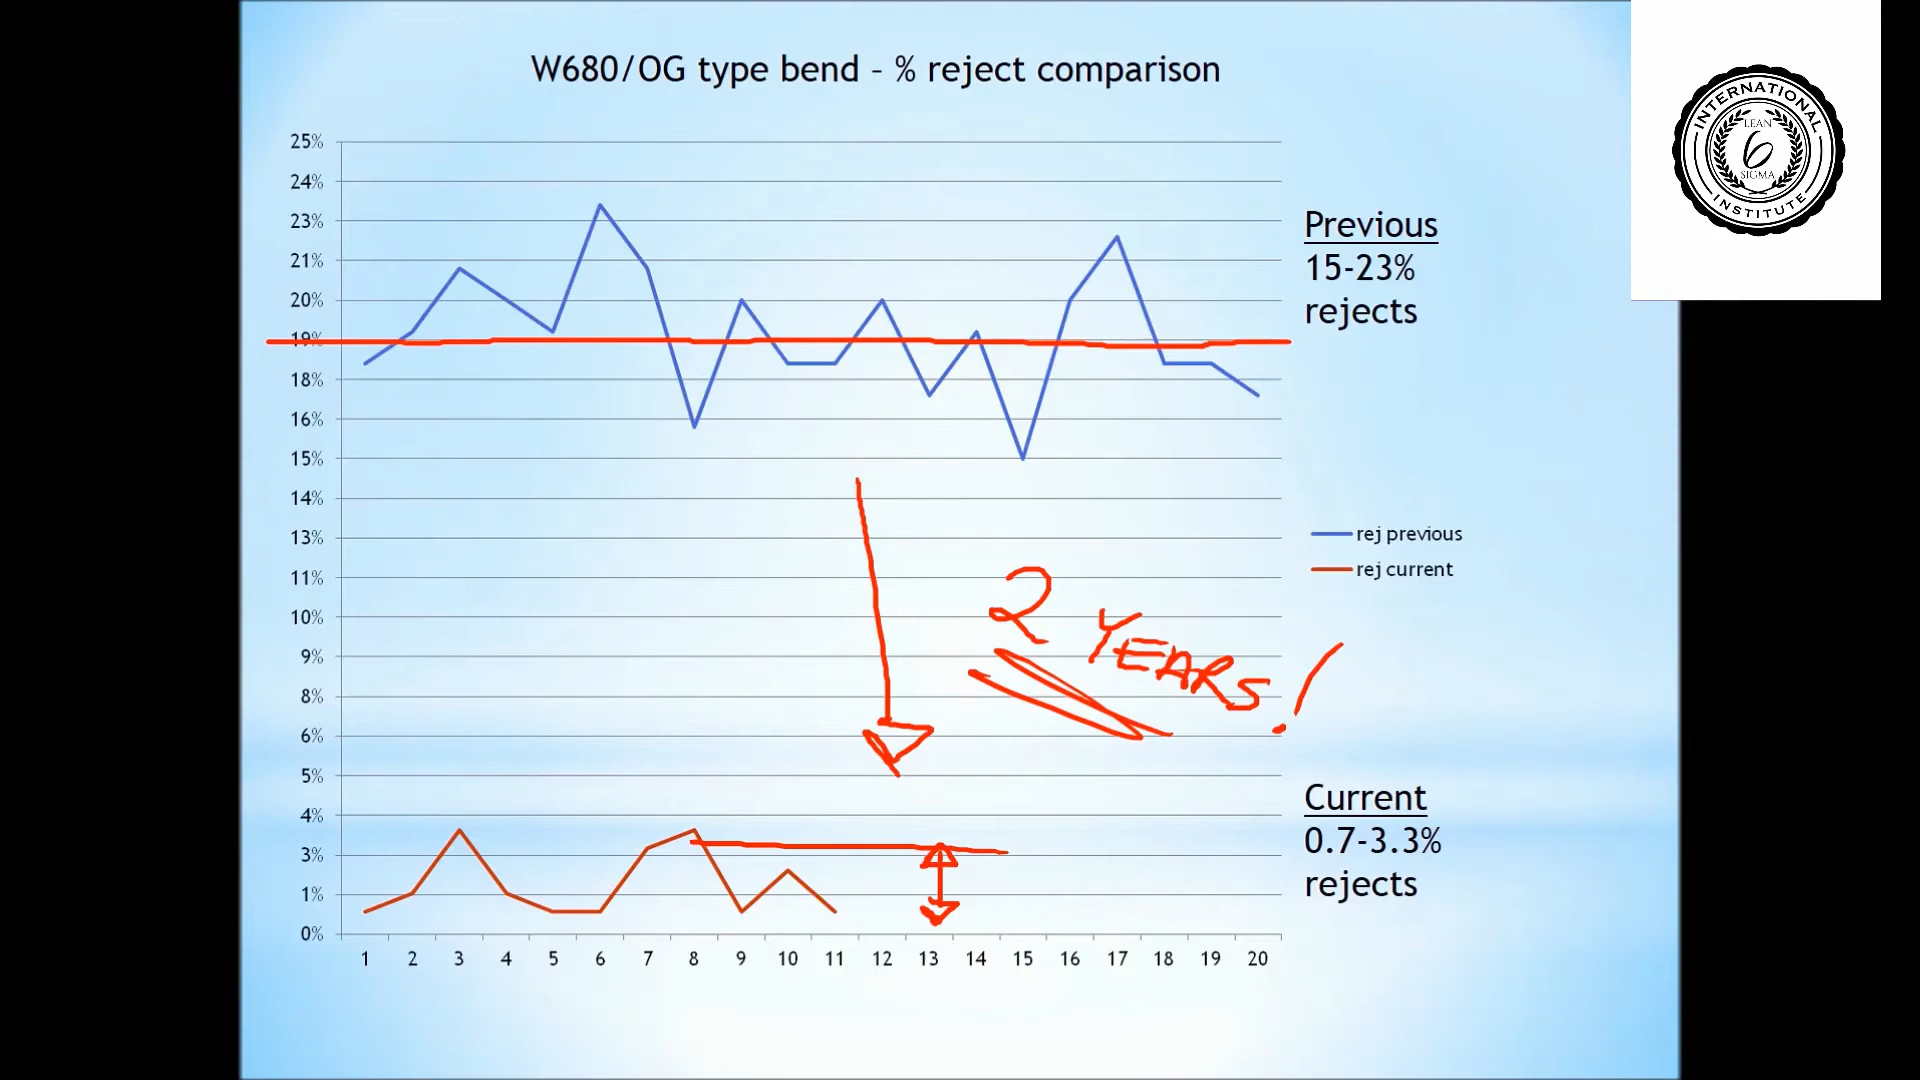 W680/OG type bend – % reject comparison
INTERNATIONAL
LEAN
6
SIGMA
INSTITUTE
25%
24%
23%
21%
20%
19%
18%
16%
15%
14%
13%
11%
10%
9%
8%
6%
5%
4%
3%
1%
0%
1 2 3 4 5 6 7 8 9 10 11 12 13 14 15 16 17 18 19 20
Previous
15-23%
rejects
rej previous
rej current
2 YEARS!
Current
0.7-3.3%
rejects